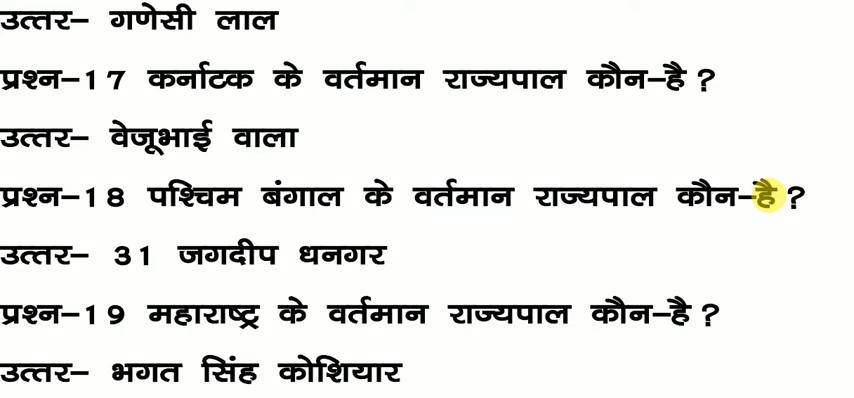 उत्तर– गणेसी लाल
प्रश्न–17 कर्नाटक के वर्तमान राज्यपाल कौन–है ?
उत्तर– वेजूभाई वाला
प्रश्न–18 पश्चिम बंगाल के वर्तमान राज्यपाल कौन–है ?
उत्तर– 31 जगदीप धनगर
प्रश्न–19 महाराष्ट्र के वर्तमान राज्यपाल कौन–है ?
उत्तर– भगत सिंह कोशियार